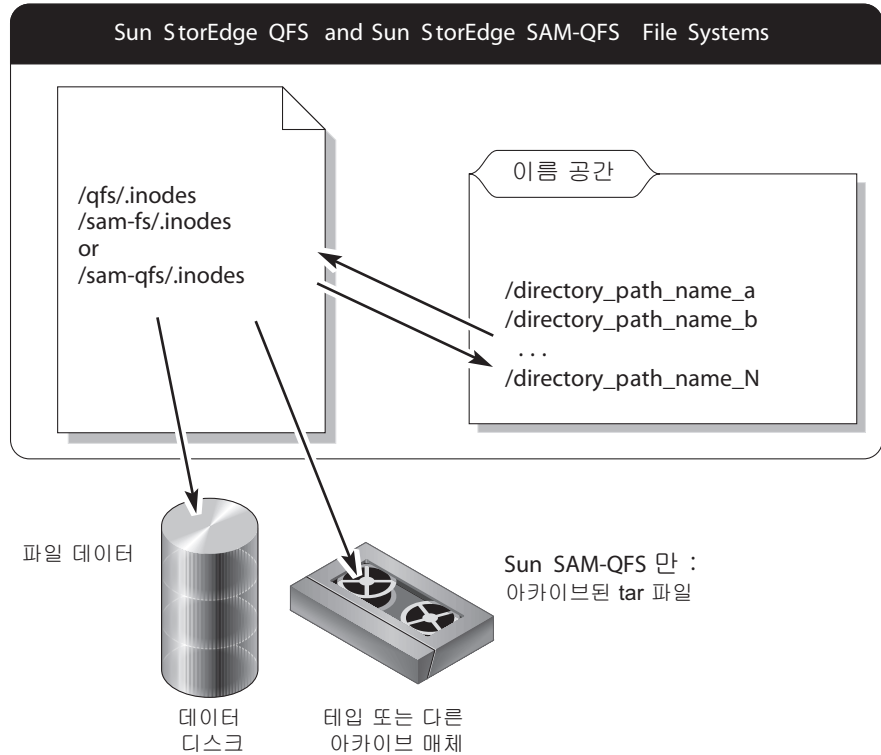 Sun StorEdge QFS and Sun StorEdge SAM-QFS File Systems
/qfs/.inodes
/sam-fs/.inodes
or
/sam-qfs/.inodes
이름 공간
/directory_path_name_a
/directory_path_name_b
...
/directory_path_name_N
파일 데이터
Sun SAM-QFS 만 :
아카이브된 tar 파일
데이터
디스크
테입 또는 다른
아카이브 매체